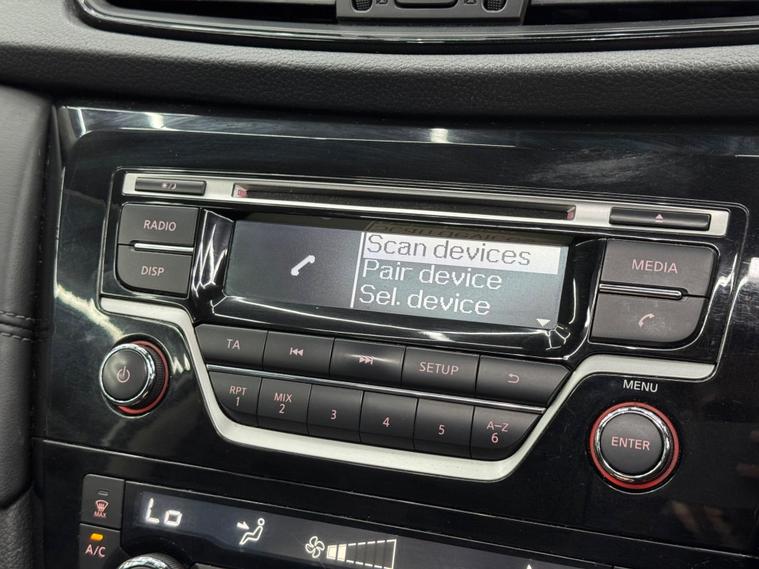 RADIO
DISP
Scan devices
Pair device
Sel. device
MEDIA
TA
SETUP
RPT
1
MIX
2
3
4
5
A-Z
6
MENU
ENTER
MAX
A/C
Lo